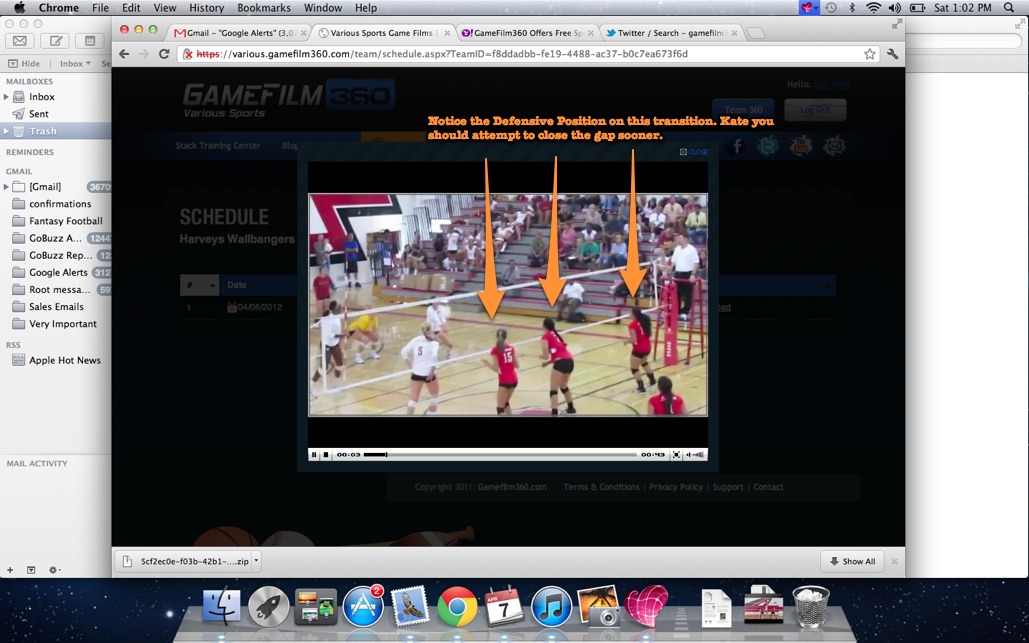 Chrome File Edit View History Bookmarks Window Help Sat 1:02 PM
Gmail - "Google Alerts" (3,0
Various Sports Game Films |
GameFilm360 Offers Free Sp
Twitter / Search - gamefilm
https://various.gamefilm360.com/team/schedule.aspx?TeamID=f8ddadbb-fe19-4488-ac37-b0c7ea673f6d
Hide Inbox Se
MAILBOXES
Inbox
Sent
Trash
REMINDERS
GMAIL
[Gmail] 3670
confirmations
Fantasy Football
GoBuzz A... 1244
GoBuzz Rep... 12
Google Alerts 312
Root messa... 59
Sales Emails
Very Important
RSS
Apple Hot News
MAIL ACTIVITY
GAMEFILM 360
Various Sports
Hello:
Team 360 Log Out
Notice the Defensive Position on this transition. Kate you
should attempt to close the gap sooner.
Stack Training Center Blog
CLOSE
SCHEDULE
Harveys Wallbangers
# Date
1 04/06/2012
5
15
00:03 00:43
Copyright 2011: Gamefilm360.com Terms & Conditions | Privacy Policy | Support | Contact
5cf2ec0e-f03b-42b1-....zip Show All
2
APR
7